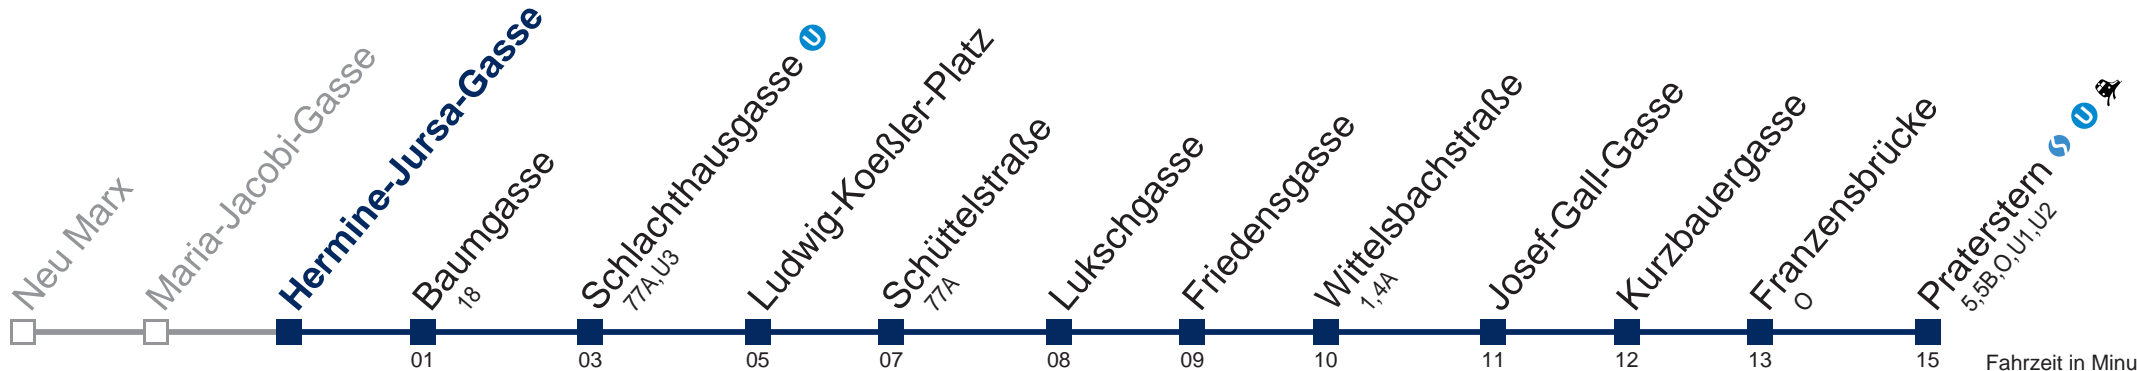 Neu Marx
Maria-Jacobi-Gasse
Hermine-Jursa-Gasse
Baumgasse
18
Schlachthausgasse U
77A,U3
Ludwig-Koeßler-Platz
Schüttelstraße
77A
Lukschgasse
Friedensgasse
Wittelsbachstraße
1,4A
Josef-Gall-Gasse
Kurzbauergasse
Franzensbrücke
O
Praterstern S U
5,5B,O,U1,U2
01 03 05 07 08 09 10 11 12 13 15 Fahrzeit in Minu